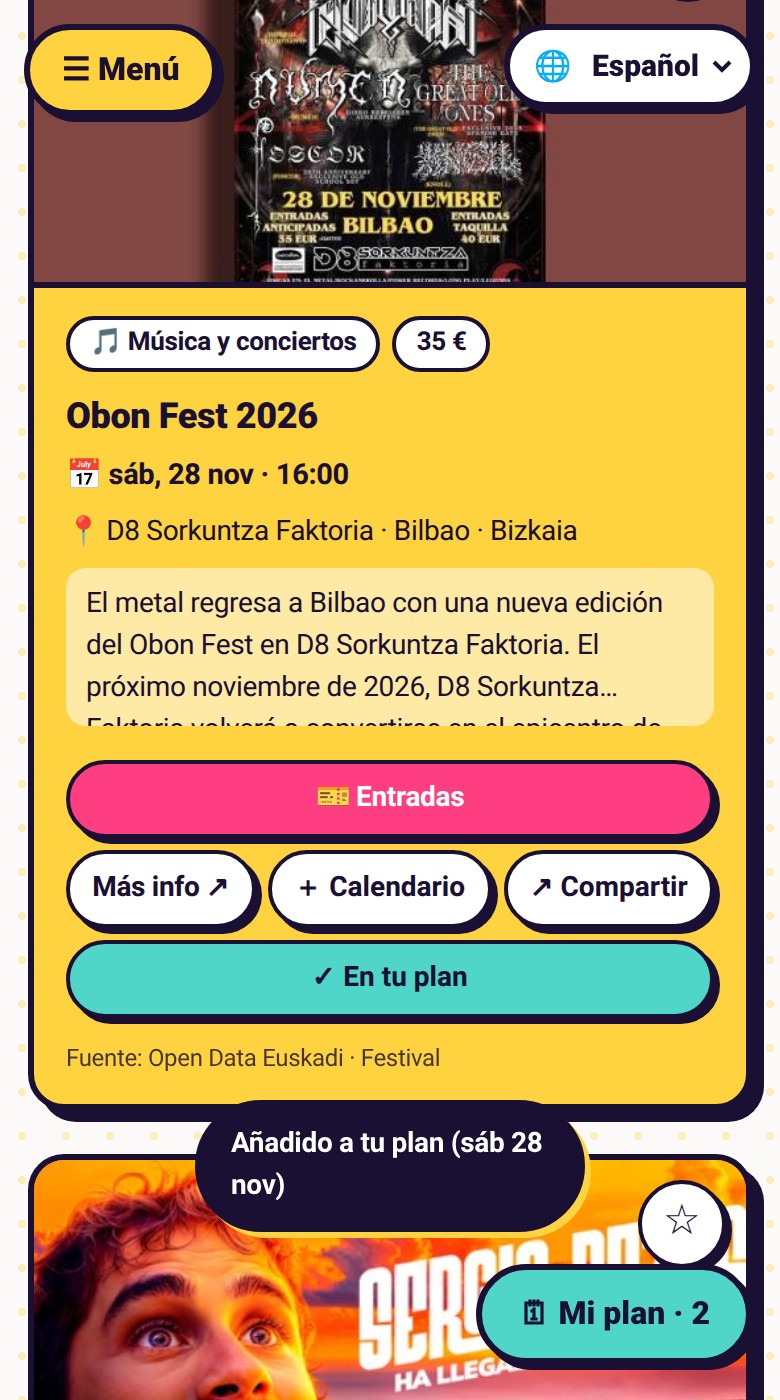 ☰ Menú
🌐 Español
NUMEN
THE GREAT OLD ONES
FOSCOR
KNOLL
28 DE NOVIEMBRE
ENTRADAS ANTICIPADAS 35 EUR
BILBAO
ENTRADAS TAQUILLA 40 EUR
D8 SORKUNTZA
faktoria
🎵 Música y conciertos
35 €
Obon Fest 2026
📅 sáb, 28 nov · 16:00
📍 D8 Sorkuntza Faktoria · Bilbao · Bizkaia
El metal regresa a Bilbao con una nueva edición
del Obon Fest en D8 Sorkuntza Faktoria. El
próximo noviembre de 2026, D8 Sorkuntza…
🎫 Entradas
Más info ↗
+ Calendario
↗ Compartir
✓ En tu plan
Fuente: Open Data Euskadi · Festival
Añadido a tu plan (sáb 28
nov)
☆
HA LLEGA
🗓 Mi plan · 2